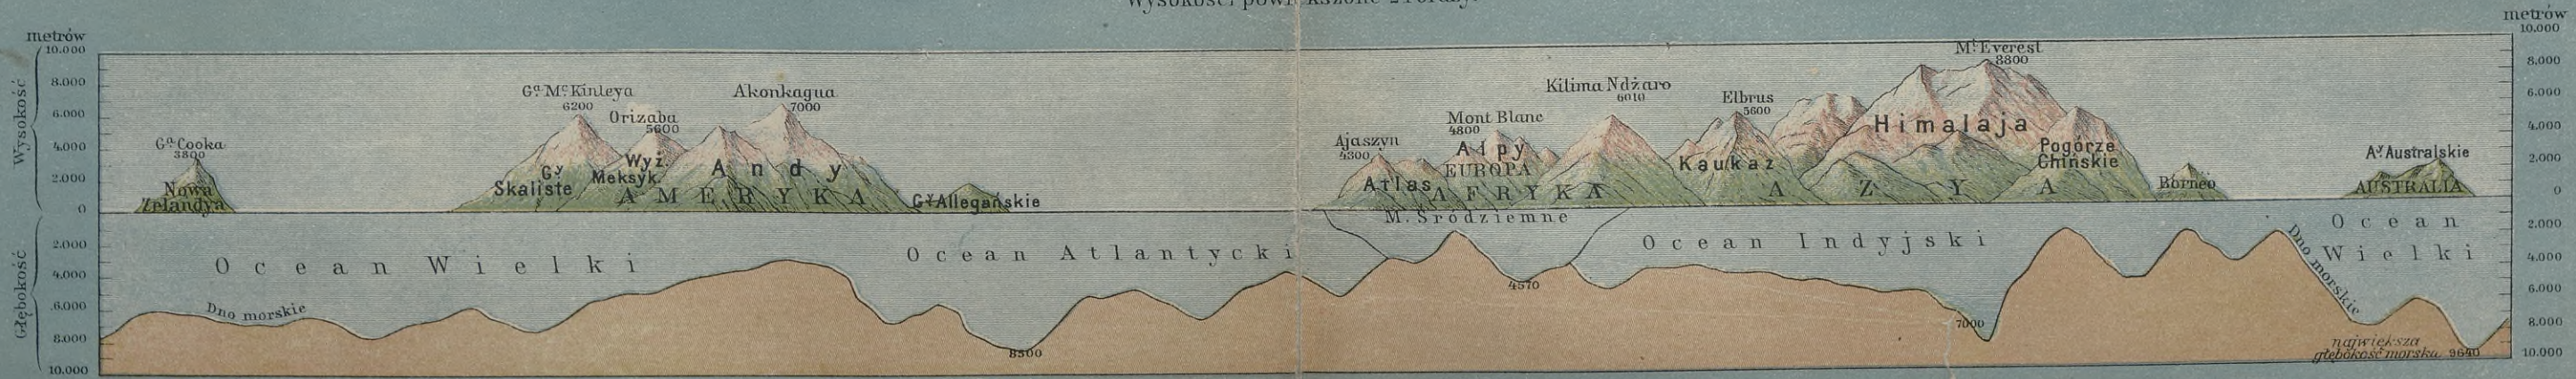 Wysokości powiększone
metrów
10.000
8.000
6.000
4.000
2.000
0
2.000
4.000
6.000
8.000
10.000
Wysokość
Głębokość
Gª Cooka
3800
Nowa
Zelandya
Gª Mc Kinleya
6200
Gy
Skaliste
Orizaba
5600
Wyż.
Meksyk.
Akonkagua
7000
Andy
AMERYKA
Gy Allegańskie
Ajaszyn
4300
Atlas
Mont Blanc
4800
Alpy
EUROPA
AFRYKA
Kilima Ndżaro
6010
Elbrus
5600
Kaukaz
Mt Everest
8800
Himalaja
AZYA
Pogórze
Chińskie
Borneo
Ay Australskie
AUSTRALIA
M. Śródziemne
Ocean Wielki
Ocean Atlantycki
Ocean Indyjski
Ocean
Wielki
Dno morskie
8300
4570
7000
Dno morskie
największa
głębokość morska 9640
metrów
10.000
8.000
6.000
4.000
2.000
0
2.000
4.000
6.000
8.000
10.000